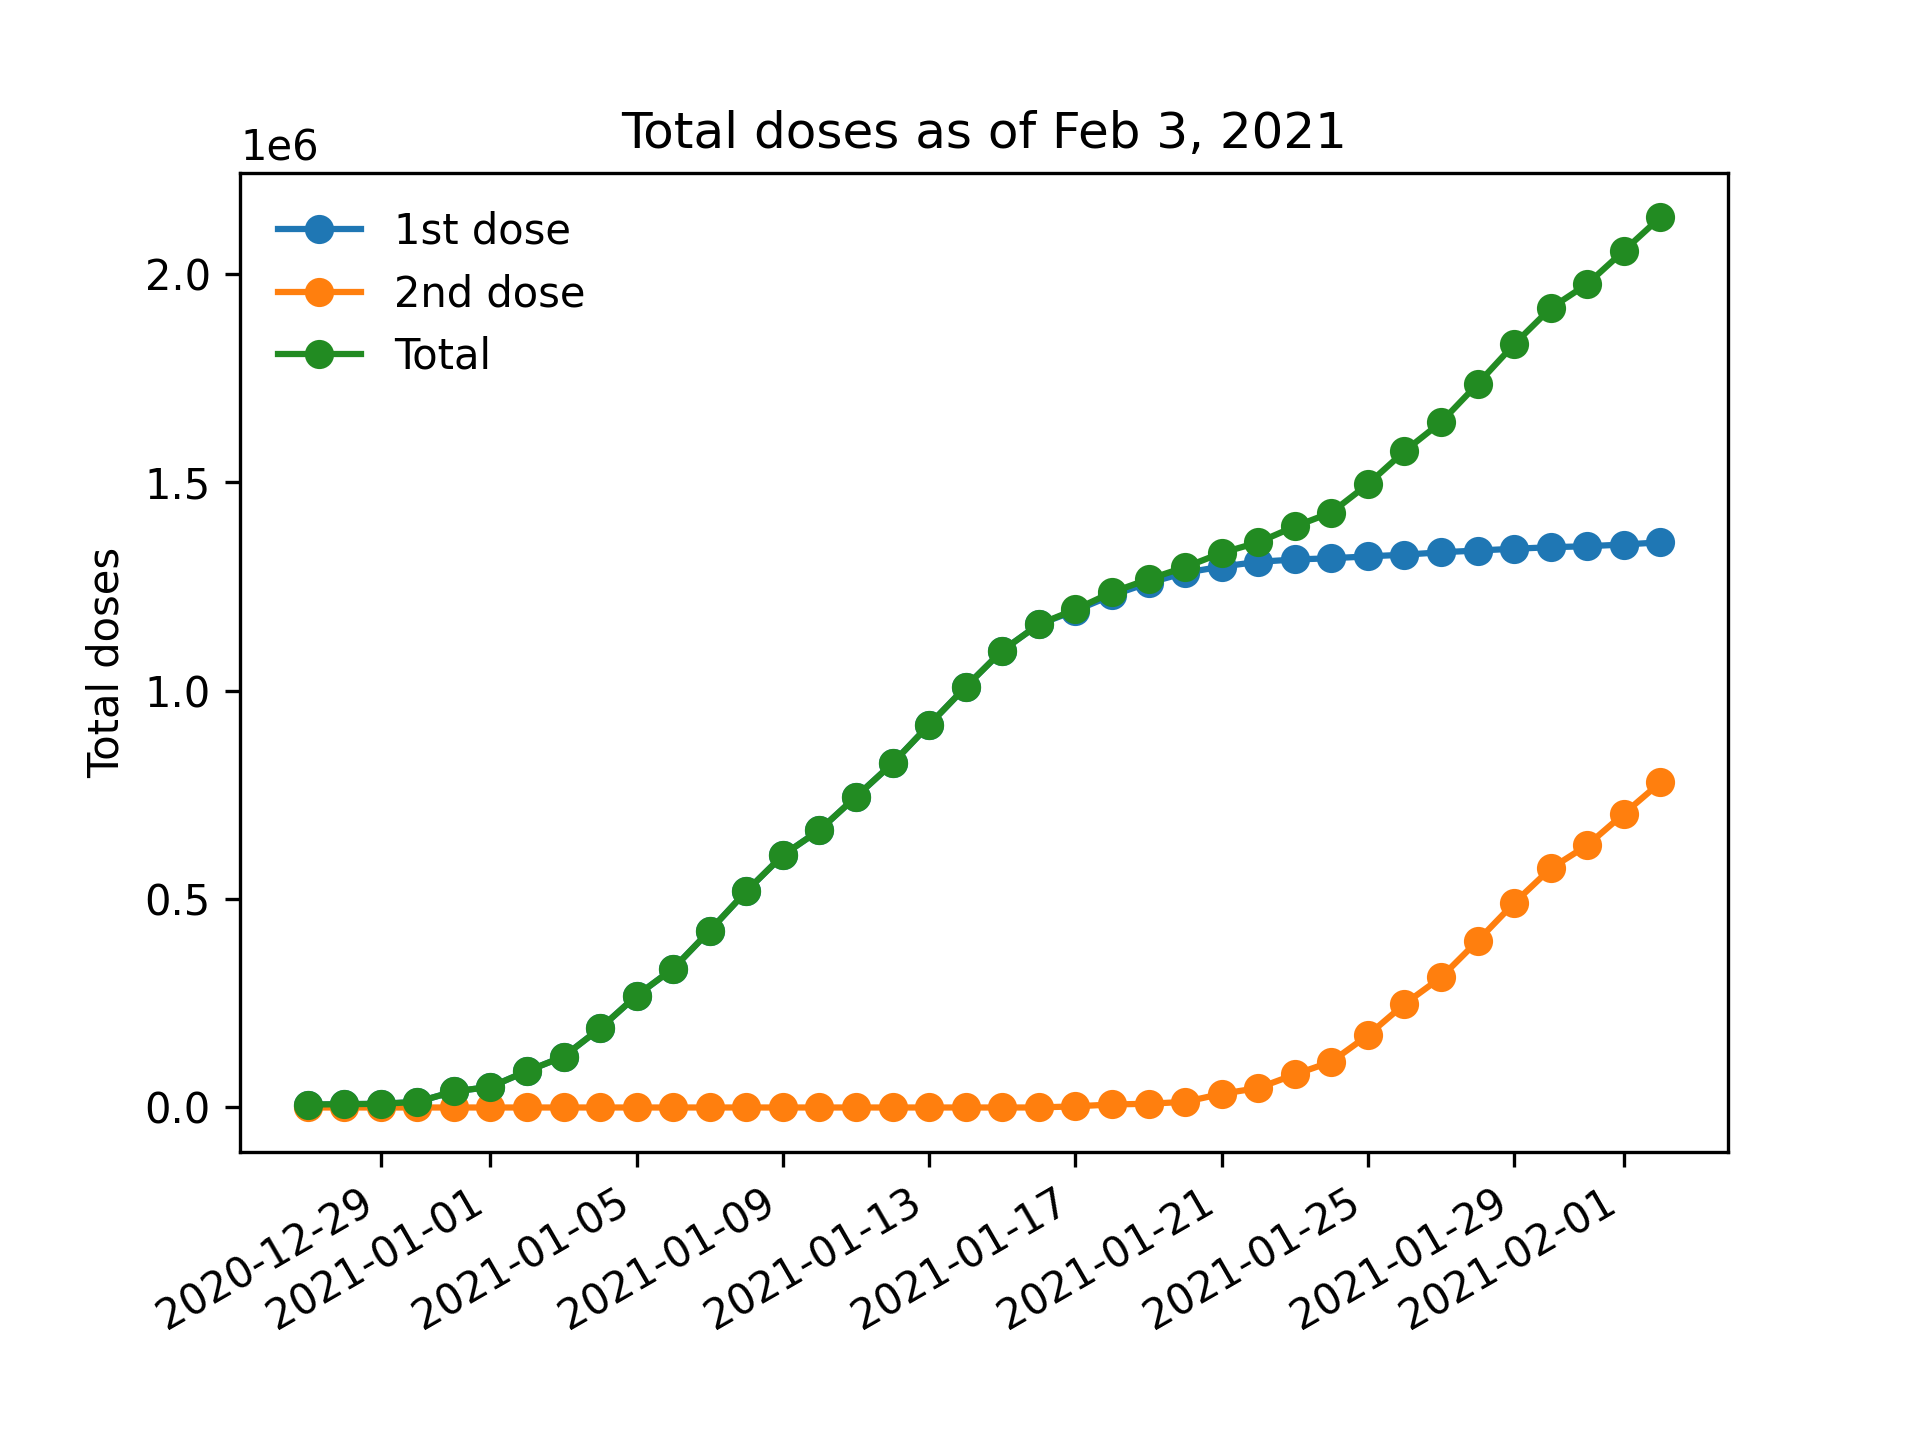 Total doses as of Feb 3, 2021
1e6
1st dose
2nd dose
Total
2.0
1.5
1.0
0.5
0.0
Total doses
2020-12-29
2021-01-01
2021-01-05
2021-01-09
2021-01-13
2021-01-17
2021-01-21
2021-01-25
2021-01-29
2021-02-01